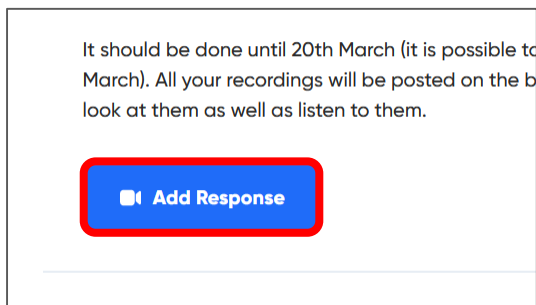 It should be done until 20th March (it is possible to
March). All your recordings will be posted on the b
look at them as well as listen to them.
Add Response